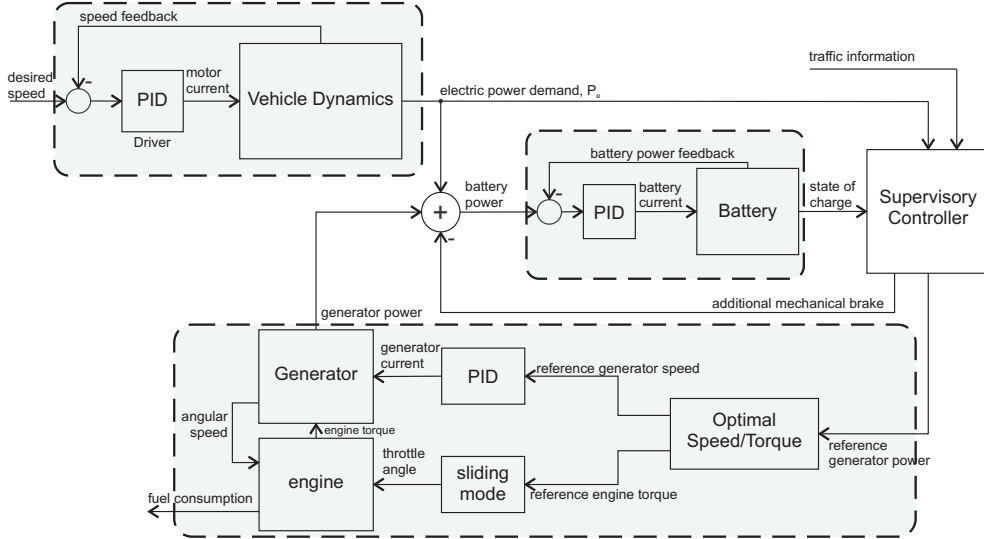 speed feedback
desired
speed
-
PID
Driver
motor
current
Vehicle Dynamics
electric power demand, Pe
traffic information
battery power feedback
battery
power
-
PID
battery
current
Battery
state of
charge
Supervisory
Controller
+
-
additional mechanical brake
generator power
Generator
generator
current
PID
reference generator speed
Optimal
Speed/Torque
reference
generator power
angular
speed
engine torque
engine
throttle
angle
sliding
mode
reference engine torque
fuel consumption